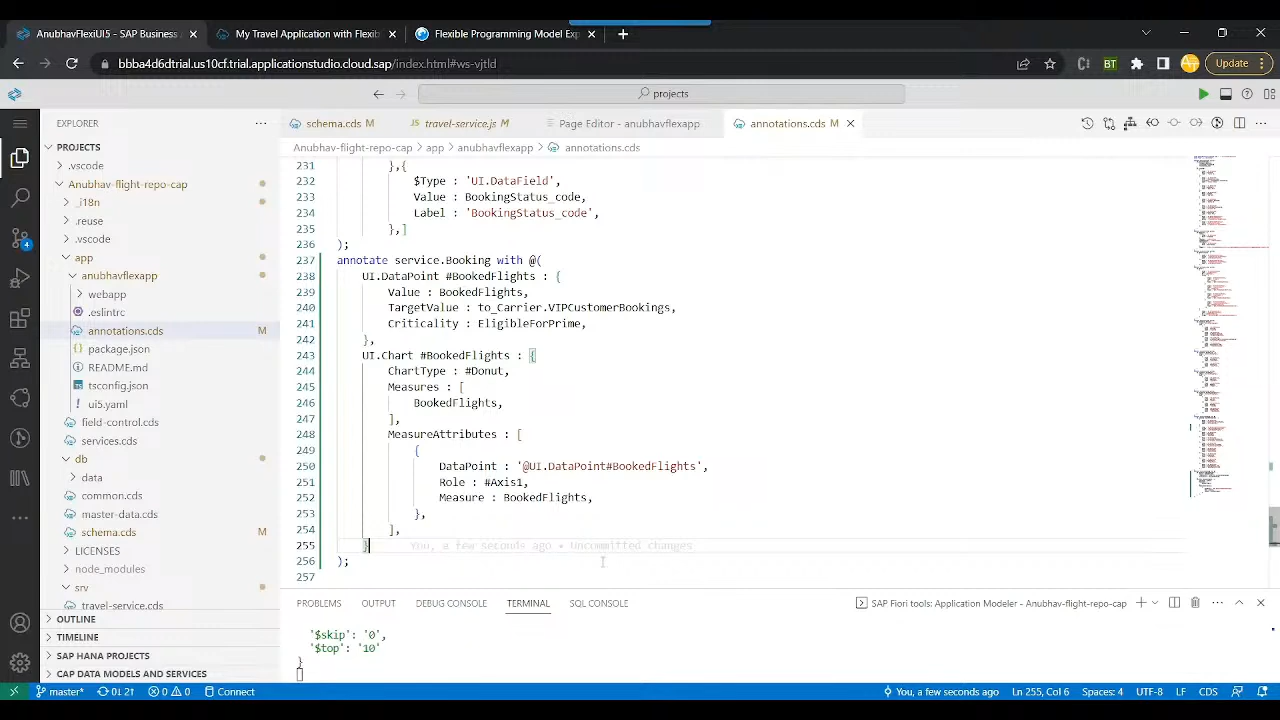 AnubhavFlexiUI5 - SAP Business
My Travel Application with Flexib
Flexible Programming Model Exp
bbba4d6dtrial.us10cf.trial.applicationstudio.cloud.sap/index.html#ws-vjtld
Update
projects
EXPLORER
schema.cds M
travel-service.js M
Page Editor - anubhavflexapp
annotations.cds M
PROJECTS
Anubhav-flight-repo-cap > app > anubhavflexapp > annotations.cds
.vscode
Anubhav-flight-repo-cap
_i18n
.reuse
.vscode
app
anubhavflexapp
webapp
.eslintrc
annotations.cds M
package.json
README.md
tsconfig.json
ui5.yaml
field-control.cds
services.cds
db
data
common.cds
master-data.cds
schema.cds M
LICENSES
node_modules
srv
travel-service.cds
OUTLINE
TIMELINE
SAP HANA PROJECTS
CAP DATA MODELS AND SERVICES
231 },{
232 $Type : 'UI.DataField',
233 Value : BookingStatus_code,
234 Label : 'BookingStatus_code',
235 },]
236 );
237 annotate service.Booking with @(
238 UI.DataPoint #BookedFlights : {
239 Value : BookedFlights,
240 TargetValue : to_Carrier.VIPCustomerBookings,
241 Criticality : EligibleForPrime,
242 },
243 UI.Chart #BookedFlights : {
244 ChartType : #Donut,
245 Measures : [
246 BookedFlights,
247 ],
248 MeasureAttributes : [
249 {
250 DataPoint : '@UI.DataPoint#BookedFlights',
251 Role : #Axis1,
252 Measure : BookedFlights,
253 },
254 ],
255 } You, a few seconds ago • Uncommitted changes
256 );
257
PROBLEMS OUTPUT DEBUG CONSOLE TERMINAL SQL CONSOLE
SAP Fiori tools: Application Modeler - Anubhav-flight-repo-cap
'$skip': '0',
'$top': '10'
}
4
master* 0↓ 2↑ 0 0 Connect
You, a few seconds ago Ln 255, Col 6 Spaces: 4 UTF-8 LF CDS